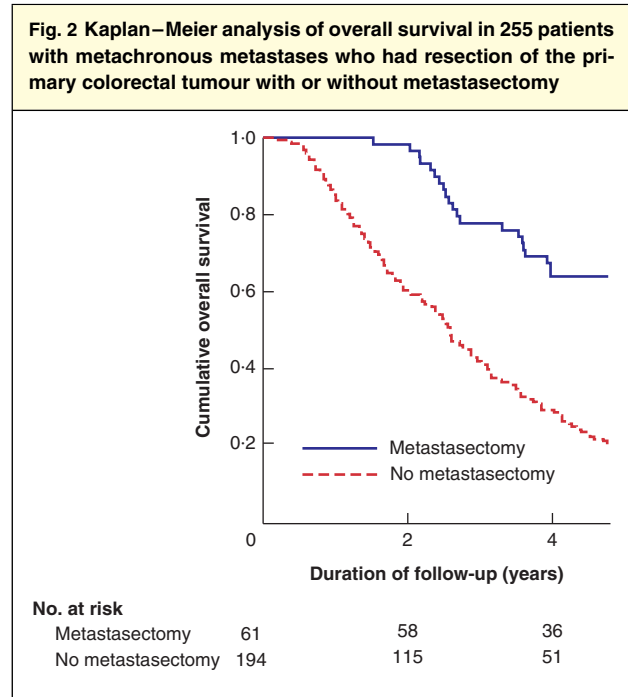 Fig. 2 Kaplan–Meier analysis of overall survival in 255 patients
with metachronous metastases who had resection of the pri-
mary colorectal tumour with or without metastasectomy
1·0
0·8
0·6
0·4
0·2
0
2
4
Cumulative overall survival
Metastasectomy
No metastasectomy
Duration of follow-up (years)
No. at risk
Metastasectomy 61 58 36
No metastasectomy 194 115 51